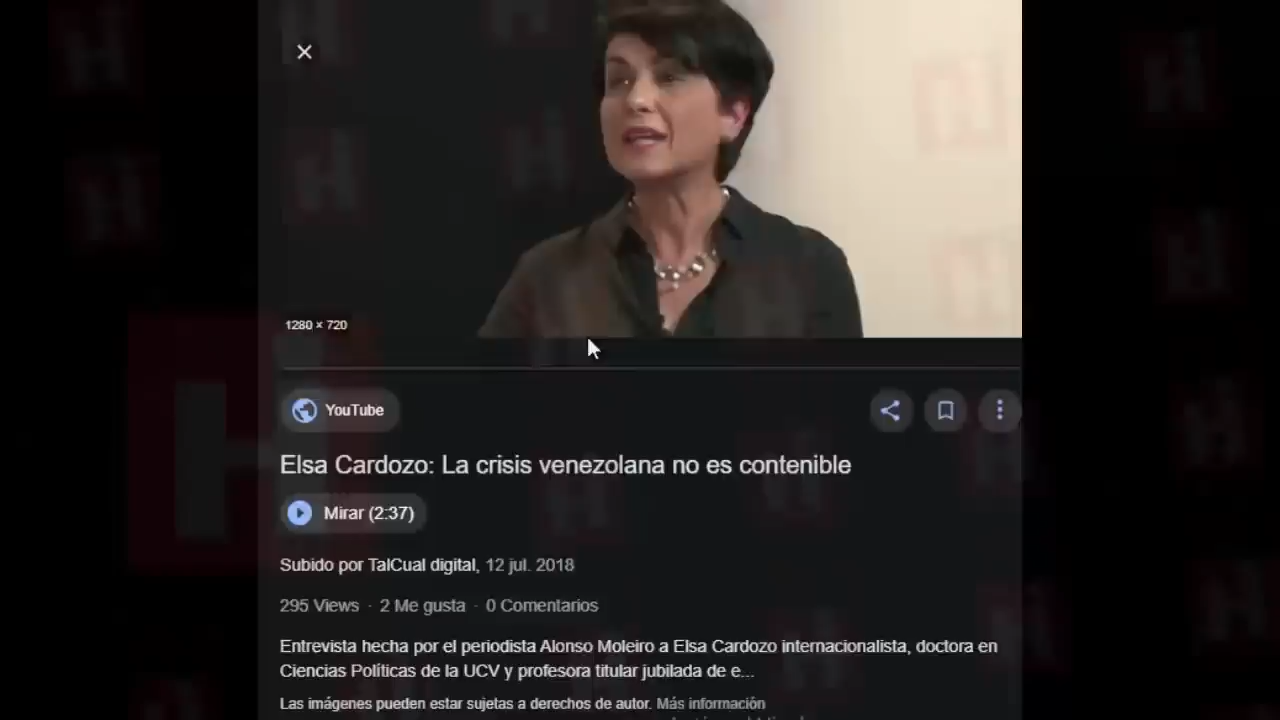 1280 × 720
YouTube
Elsa Cardozo: La crisis venezolana no es contenible
Mirar (2:37)
Subido por TalCual digital, 12 jul. 2018
295 Views · 2 Me gusta · 0 Comentarios
Entrevista hecha por el periodista Alonso Moleiro a Elsa Cardozo internacionalista, doctora en
Ciencias Políticas de la UCV y profesora titular jubilada de e...
Las imágenes pueden estar sujetas a derechos de autor. Más información